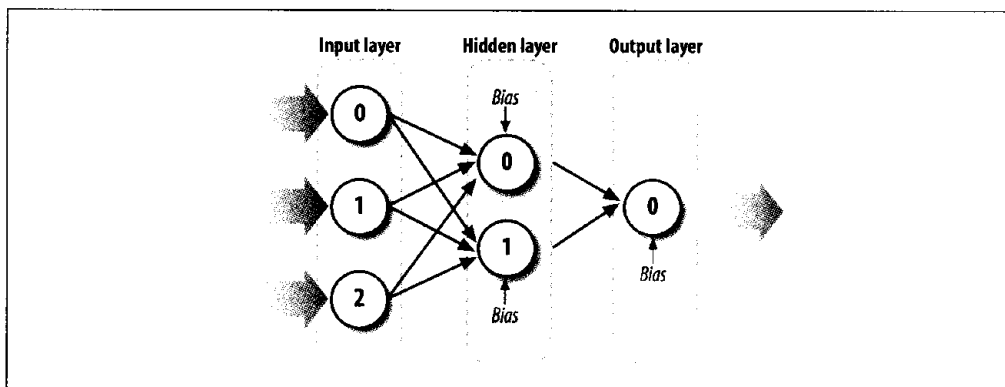 Input layer
Hidden layer
Output layer
Bias
0
0
1
0
1
Bias
2
Bias